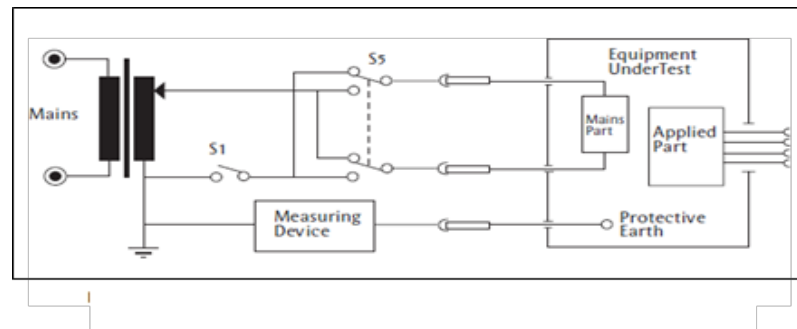 S5
Equipment
UnderTest
Mains
Mains
Part
Applied
Part
S1
Measuring
Device
Protective
Earth